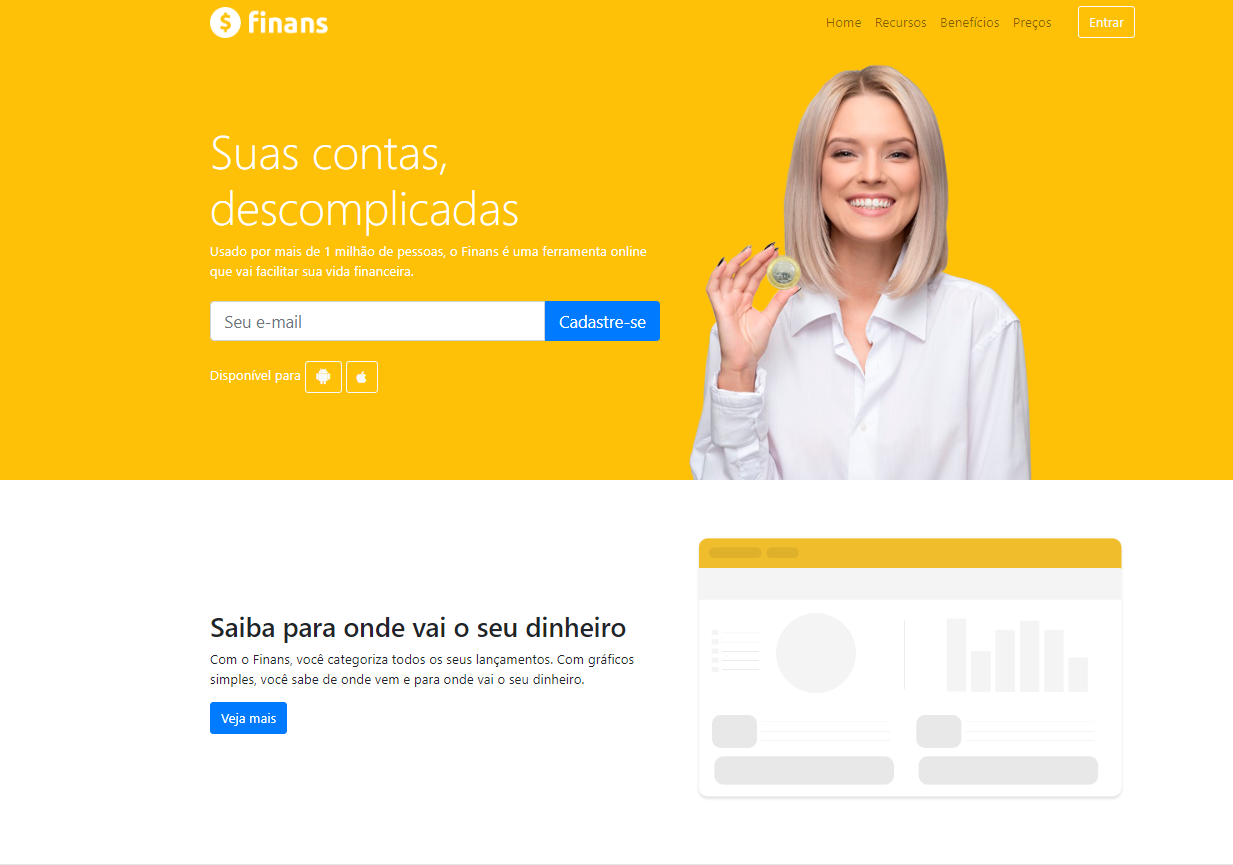 finans
Home Recursos Benefícios Preços Entrar
Suas contas,
descomplicadas
Usado por mais de 1 milhão de pessoas, o Finans é uma ferramenta online
que vai facilitar sua vida financeira.
Seu e-mail Cadastre-se
Disponível para
Saiba para onde vai o seu dinheiro
Com o Finans, você categoriza todos os seus lançamentos. Com gráficos
simples, você sabe de onde vem e para onde vai o seu dinheiro.
Veja mais